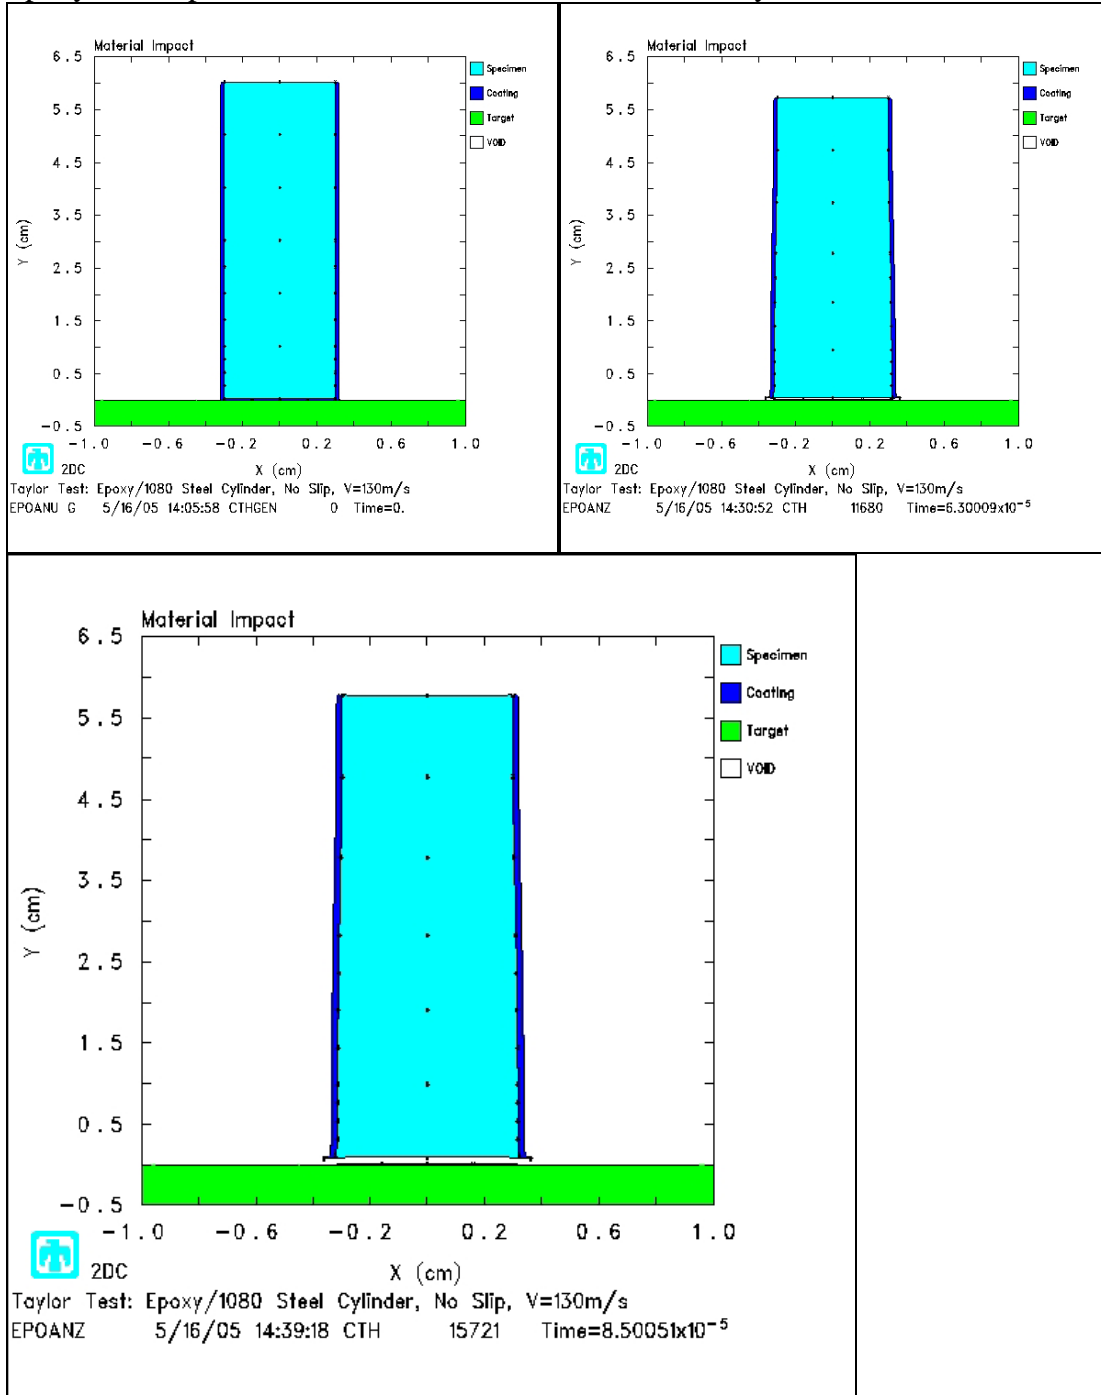 Material Impact
6.5
5.5
4.5
3.5
2.5
1.5
0.5
-0.5
Y (cm)
-1.0 -0.6 -0.2 0.2 0.6 1.0
X (cm)
Specimen
Coating
Target
VOID
2DC
Taylor Test: Epoxy/1080 Steel Cylinder, No Slip, V=130m/s
EPOANU G 5/16/05 14:05:58 CTHGEN 0 Time=0.
Material Impact
6.5
5.5
4.5
3.5
2.5
1.5
0.5
-0.5
Y (cm)
-1.0 -0.6 -0.2 0.2 0.6 1.0
X (cm)
Specimen
Coating
Target
VOID
2DC
Taylor Test: Epoxy/1080 Steel Cylinder, No Slip, V=130m/s
EPOANZ 5/16/05 14:30:52 CTH 11680 Time=6.30009x10⁻⁵
Material Impact
6.5
5.5
4.5
3.5
2.5
1.5
0.5
-0.5
Y (cm)
-1.0 -0.6 -0.2 0.2 0.6 1.0
X (cm)
Specimen
Coating
Target
VOID
2DC
Taylor Test: Epoxy/1080 Steel Cylinder, No Slip, V=130m/s
EPOANZ 5/16/05 14:39:18 CTH 15721 Time=8.50051x10⁻⁵